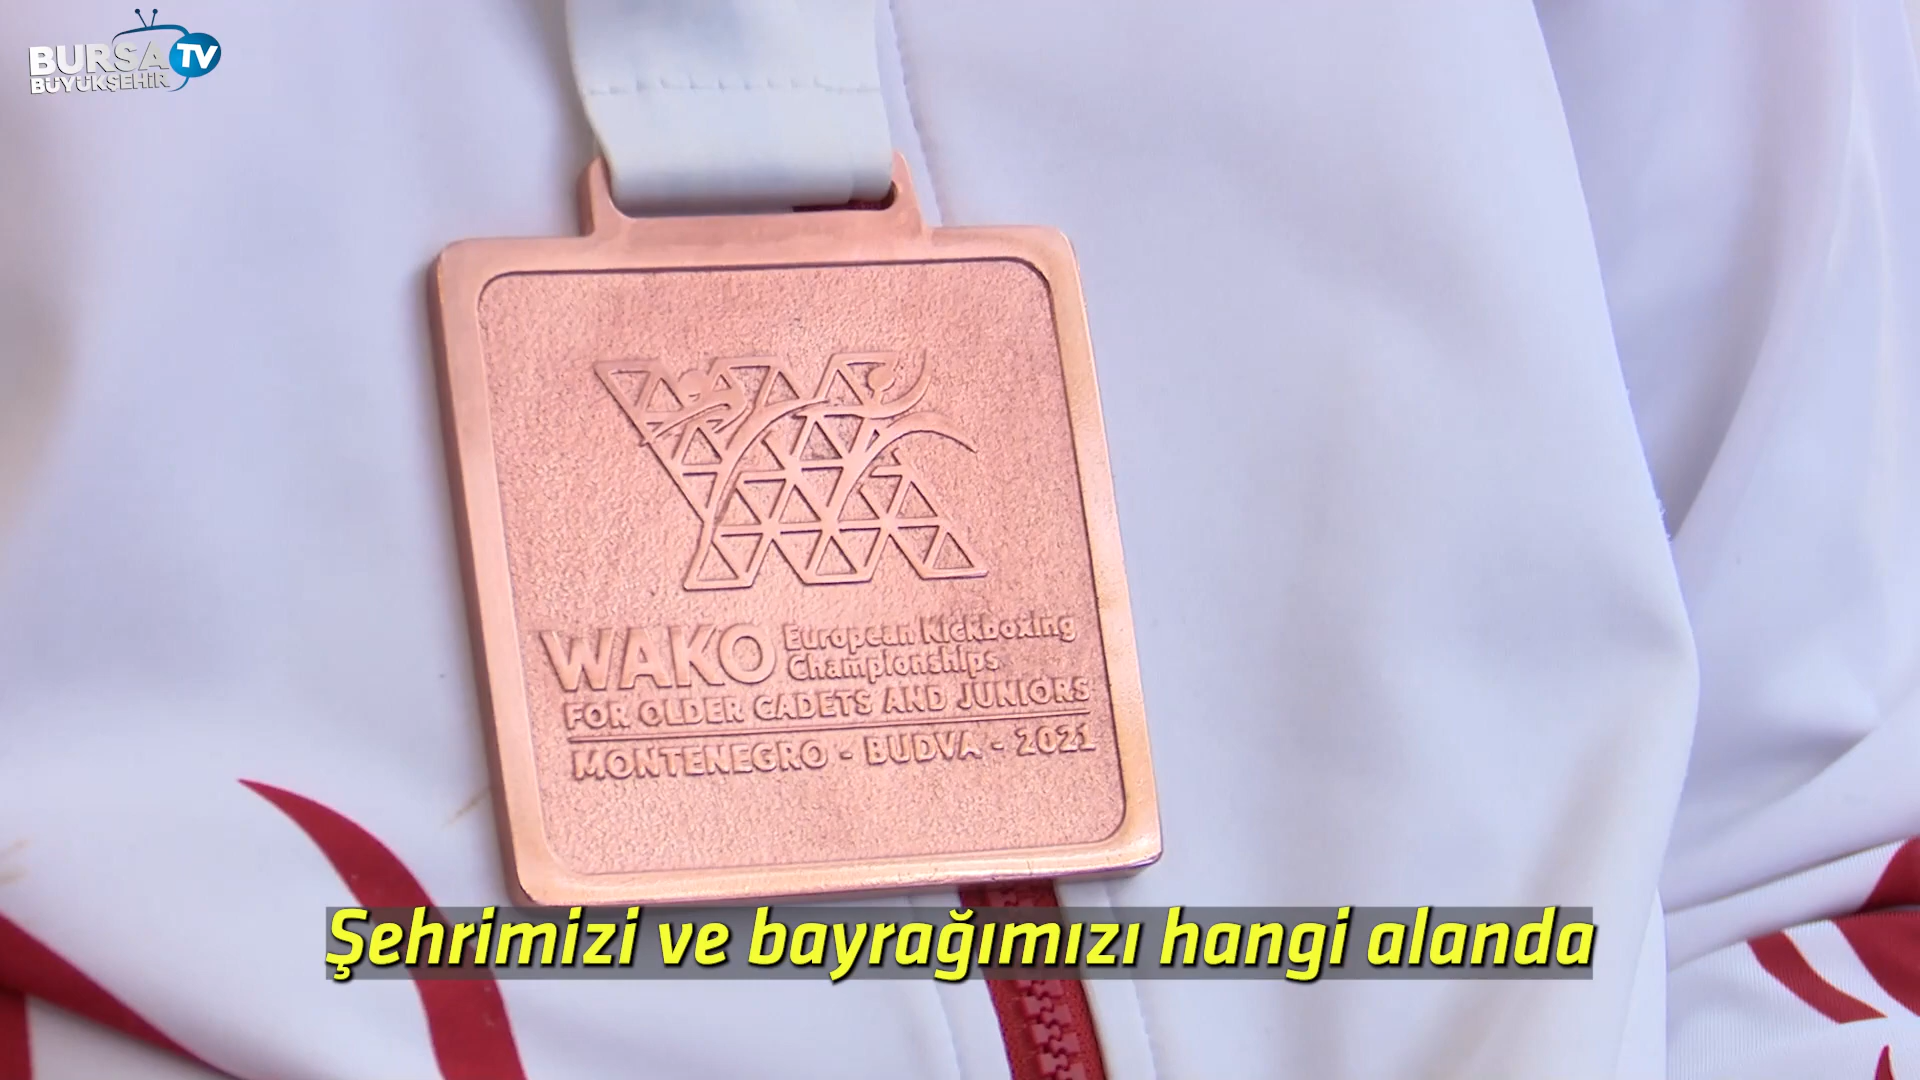 BURSA TV
BÜYÜKŞEHİR
WAKO European Kickboxing
Championships
FOR OLDER CADETS AND JUNIORS
MONTENEGRO - BUDVA - 2021
Şehrimizi ve bayrağımızı hangi alanda